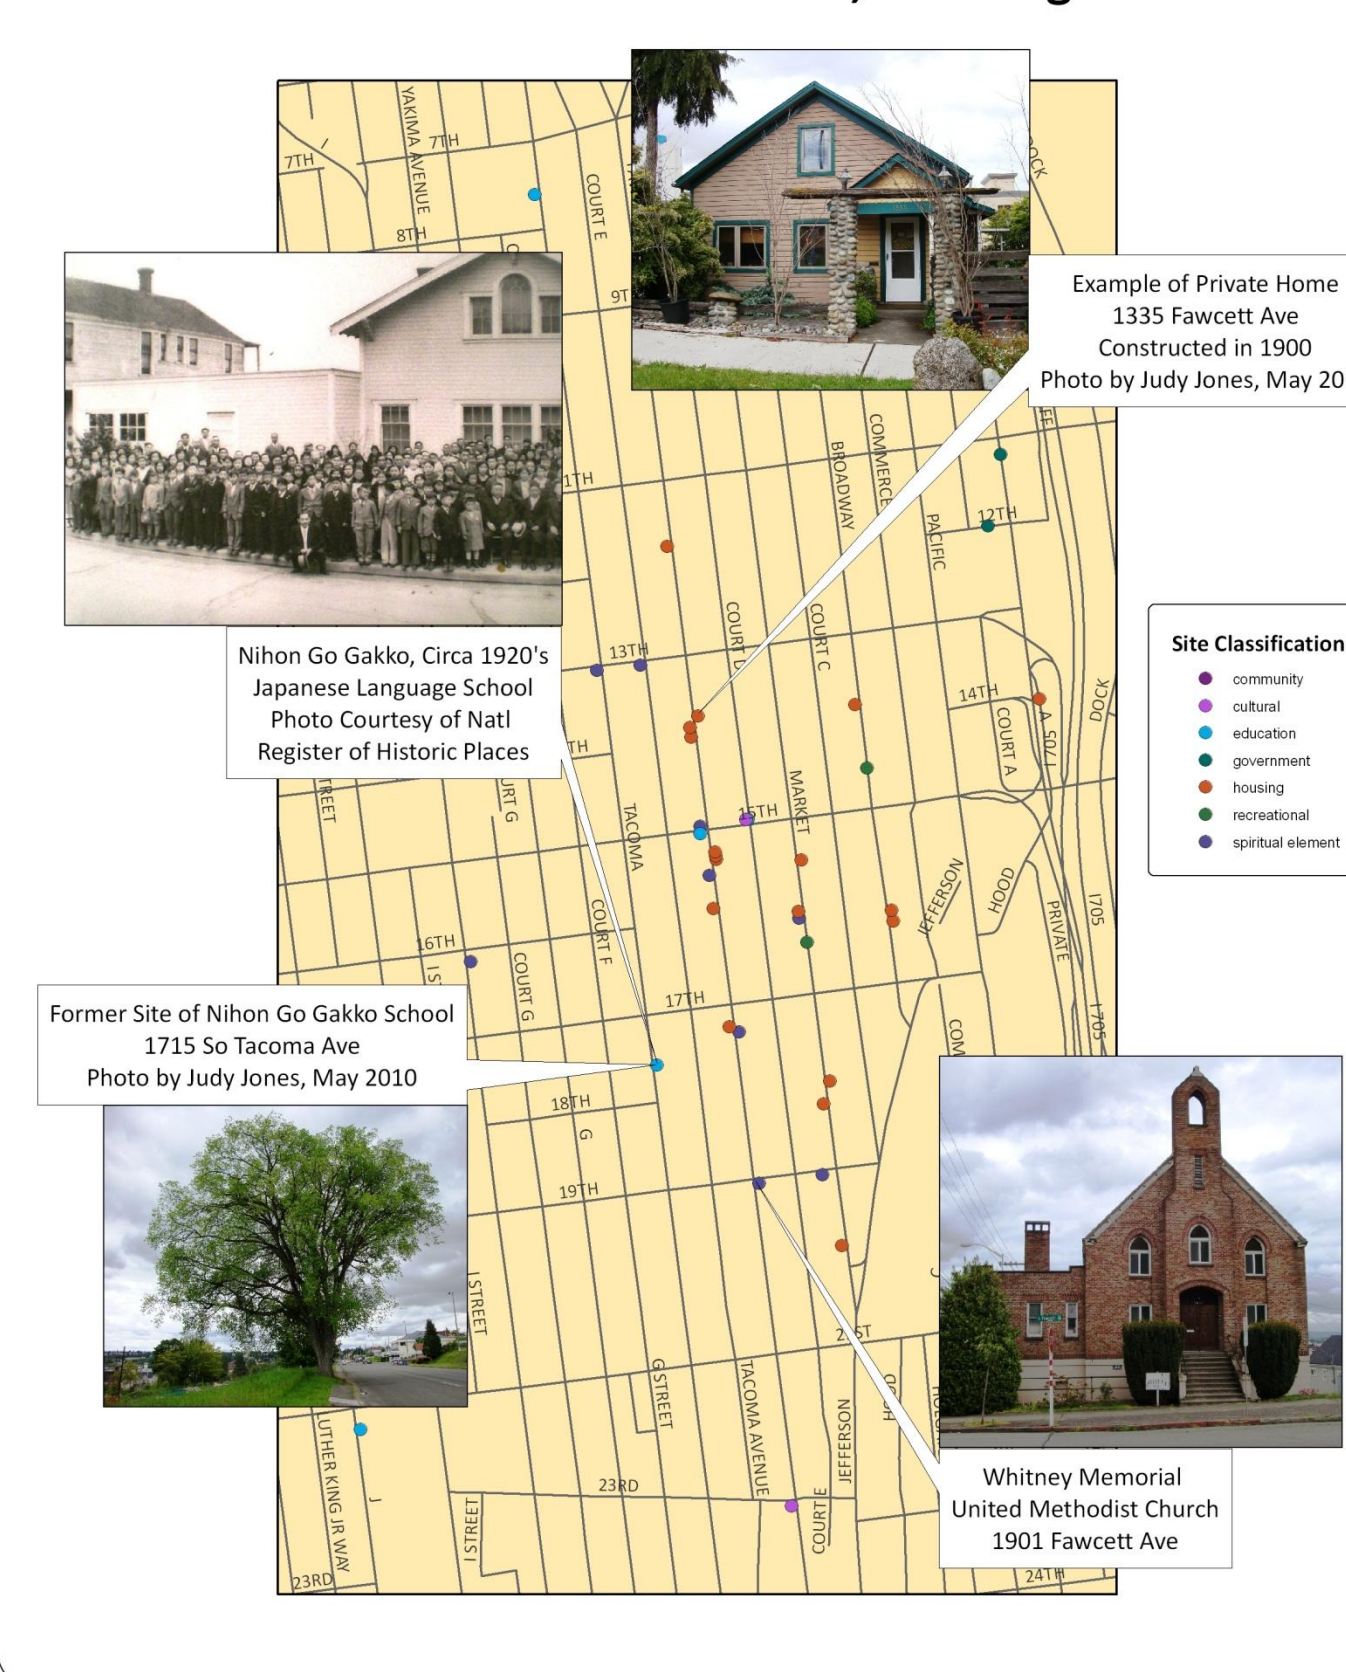 YAKIMA AVENUE
7TH
7TH
8TH
COURT E
DOCK
Example of Private Home
1335 Fawcett Ave
Constructed in 1900
Photo by Judy Jones, May 20
COMMERCE
BROADWAY
PACIFIC
12TH
COURT D
COURT C
13TH
14TH
COURT A
I705
DOCK
Nihon Go Gakko, Circa 1920's
Japanese Language School
Photo Courtesy of Natl
Register of Historic Places
Site Classification
community
cultural
education
government
housing
recreational
spiritual element
TACOMA
MARKET
15TH
JEFFERSON
HOOD
PRIVATE
I705
I705
16TH
COURT F
COURT G
17TH
Former Site of Nihon Go Gakko School
1715 So Tacoma Ave
Photo by Judy Jones, May 2010
18TH
G
19TH
I STREET
21ST
G STREET
TACOMA AVENUE
JEFFERSON
COURT E
LUTHER KING JR WAY
J
23RD
I STREET
23RD
24TH
Whitney Memorial
United Methodist Church
1901 Fawcett Ave